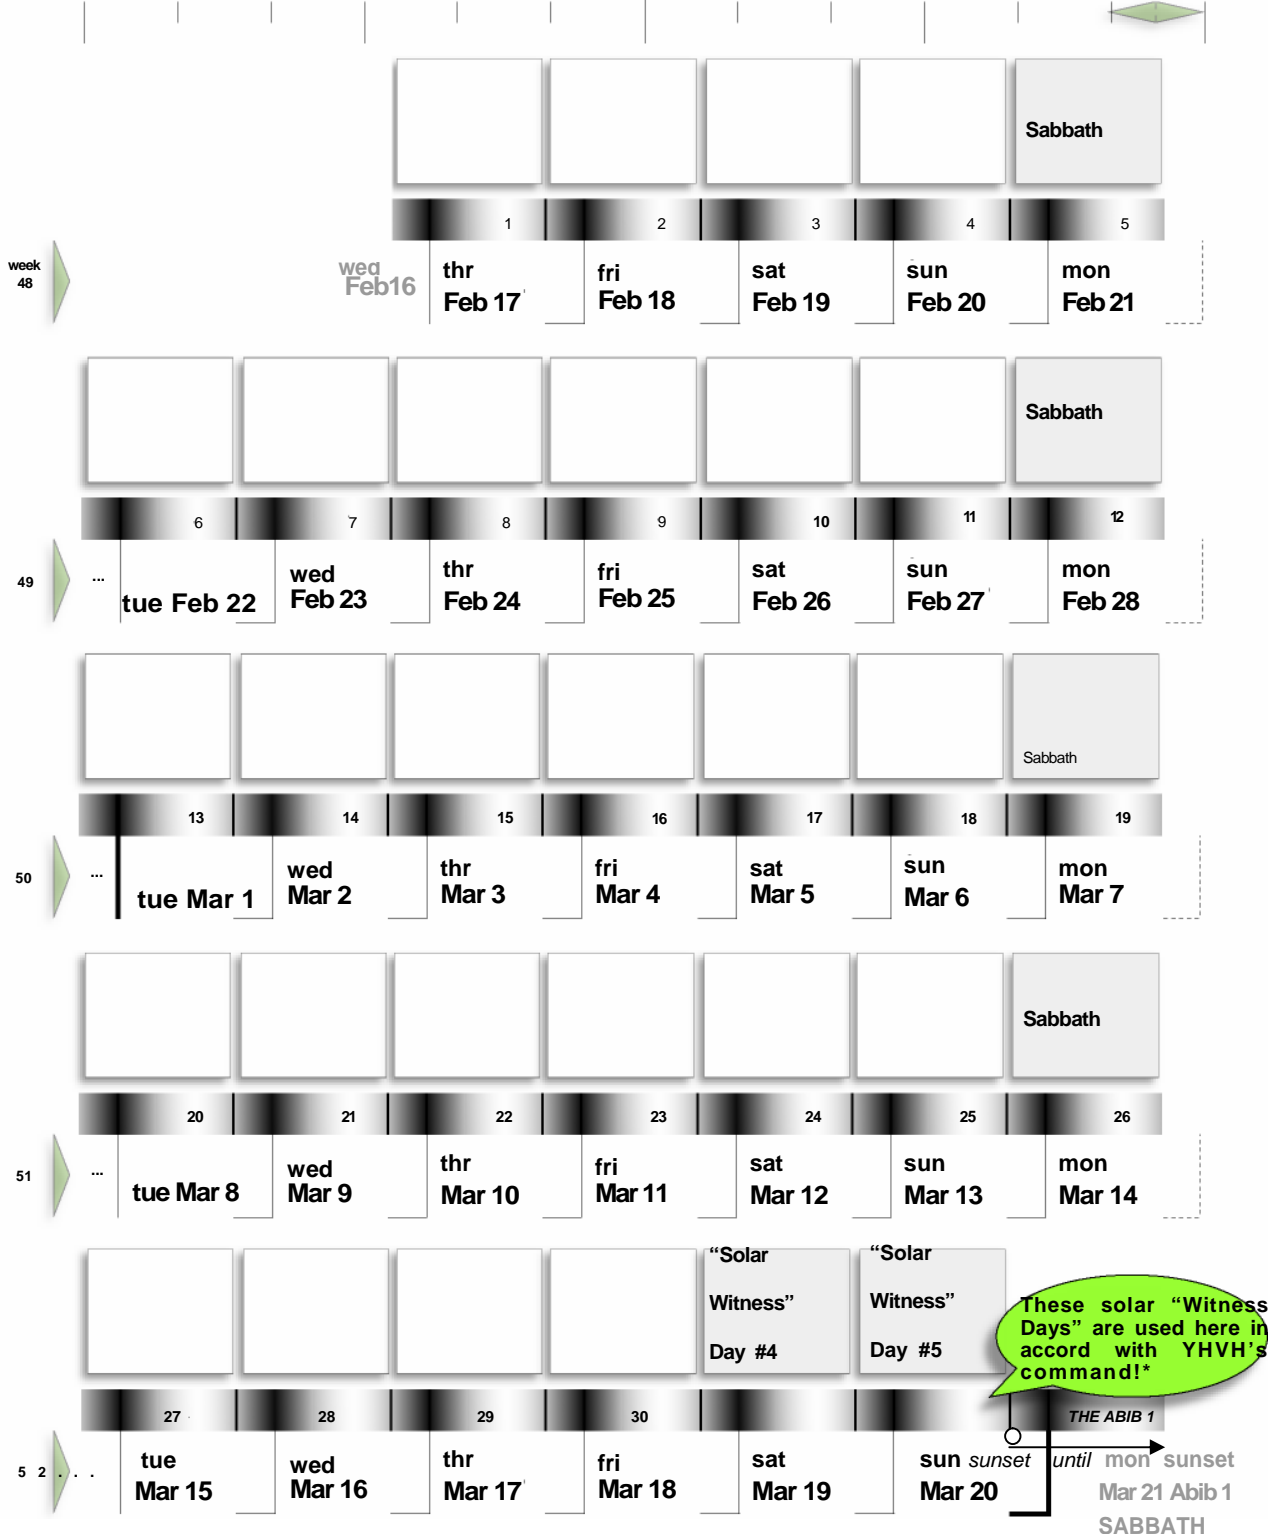 Sabbath
1 2 3 4 5
week
48
wed
Feb16
thr fri sat sun mon
Feb 17 Feb 18 Feb 19 Feb 20 Feb 21
Sabbath
6 7 8 9 10 11 12
49
... wed thr fri sat sun mon
tue Feb 22 Feb 23 Feb 24 Feb 25 Feb 26 Feb 27 Feb 28
Sabbath
13 14 15 16 17 18 19
50
... wed thr fri sat sun mon
tue Mar 1 Mar 2 Mar 3 Mar 4 Mar 5 Mar 6 Mar 7
Sabbath
20 21 22 23 24 25 26
51
... wed thr fri sat sun mon
tue Mar 8 Mar 9 Mar 10 Mar 11 Mar 12 Mar 13 Mar 14
“Solar
Witness”
Day #4
“Solar
Witness”
Day #5
These solar “Witness
Days” are used here in
accord with YHVH’s
command!*
27 28 29 30 THE ABIB 1
5 2 . . .
tue wed thr fri sat sun sunset until mon sunset
Mar 15 Mar 16 Mar 17 Mar 18 Mar 19 Mar 20 Mar 21 Abib 1
SABBATH